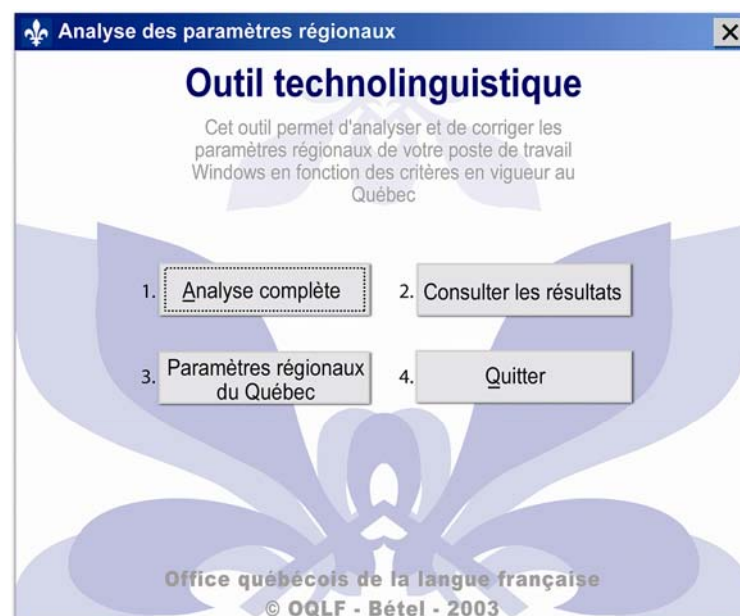 Analyse des paramètres régionaux
Outil technolinguistique
Cet outil permet d'analyser et de corriger les
paramètres régionaux de votre poste de travail
Windows en fonction des critères en vigueur au
Québec
1. Analyse complète
2. Consulter les résultats
3. Paramètres régionaux
du Québec
4. Quitter
Office québécois de la langue française
© OQLF - Bétel - 2003